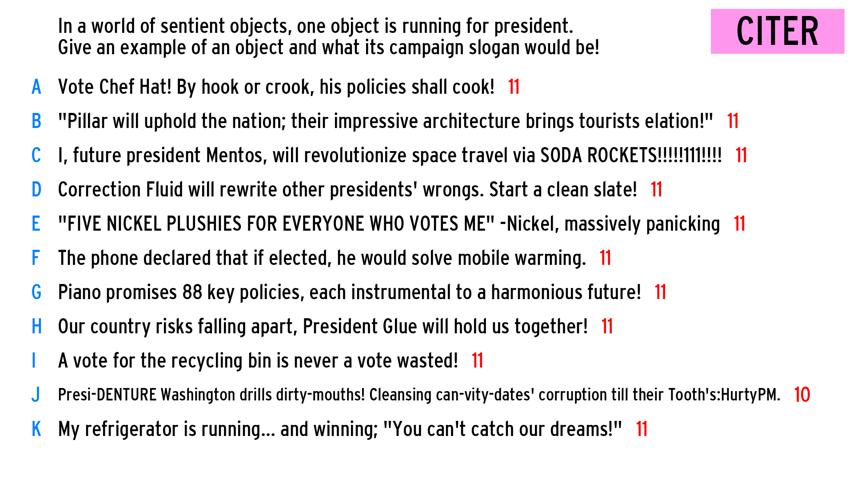 In a world of sentient objects, one object is running for president.
Give an example of an object and what its campaign slogan would be!
CITER
A Vote Chef Hat! By hook or crook, his policies shall cook! 11
B "Pillar will uphold the nation; their impressive architecture brings tourists elation!" 11
C I, future president Mentos, will revolutionize space travel via SODA ROCKETS!!!!!111!!!! 11
D Correction Fluid will rewrite other presidents' wrongs. Start a clean slate! 11
E "FIVE NICKEL PLUSHIES FOR EVERYONE WHO VOTES ME" -Nickel, massively panicking 11
F The phone declared that if elected, he would solve mobile warming. 11
G Piano promises 88 key policies, each instrumental to a harmonious future! 11
H Our country risks falling apart, President Glue will hold us together! 11
I A vote for the recycling bin is never a vote wasted! 11
J Presi-DENTURE Washington drills dirty-mouths! Cleansing can-vity-dates' corruption till their Tooth's:HurtyPM. 10
K My refrigerator is running... and winning; "You can't catch our dreams!" 11